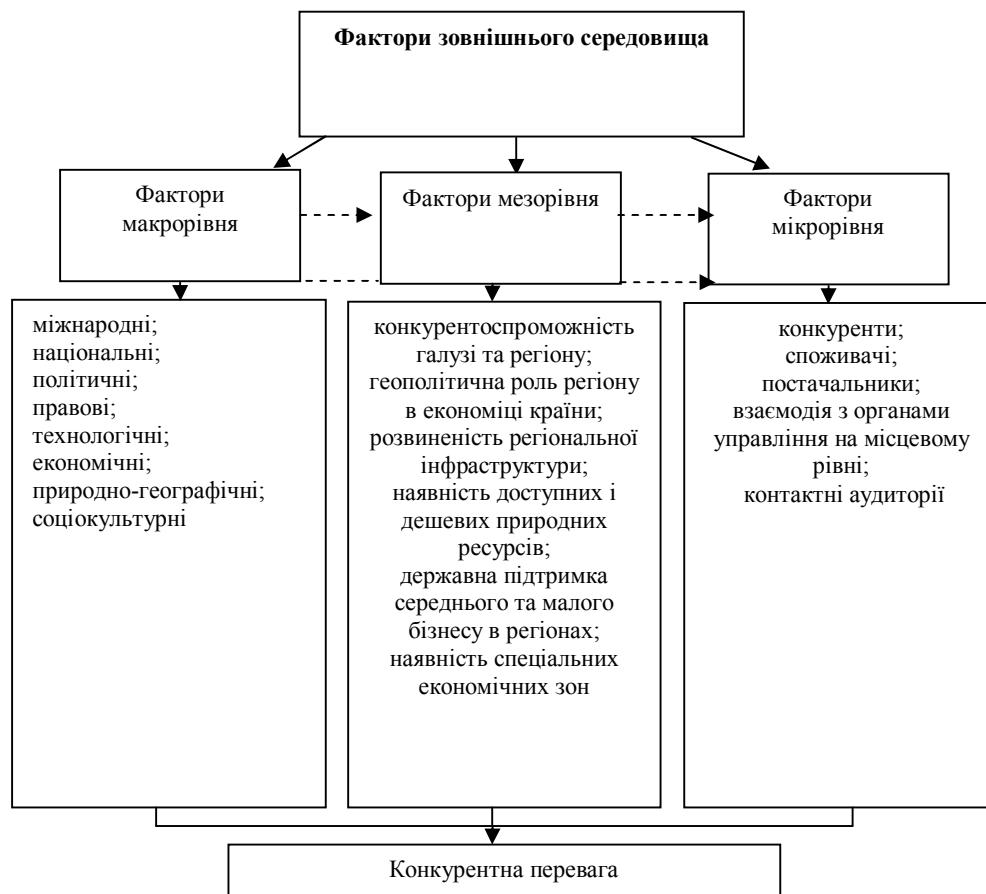 Фактори зовнішнього середовища
Фактори
макрорівня
Фактори мезорівня
Фактори
мікрорівня
міжнародні;
національні;
політичні;
правові;
технологічні;
економічні;
природно-географічні;
соціокультурні
конкурентоспроможність
галузі та регіону;
геополітична роль регіону
в економіці країни;
розвиненість регіональної
інфраструктури;
наявність доступних і
дешевих природних
ресурсів;
державна підтримка
середнього та малого
бізнесу в регіонах;
наявність спеціальних
економічних зон
конкуренти;
споживачі;
постачальники;
взаємодія з органами
управління на місцевому
рівні;
контактні аудиторії
Конкурентна перевага